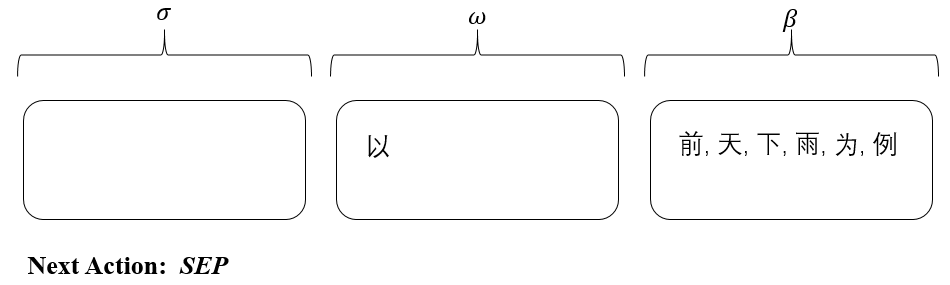 σ ω β
以 前, 天, 下, 雨, 为, 例
Next Action: SEP